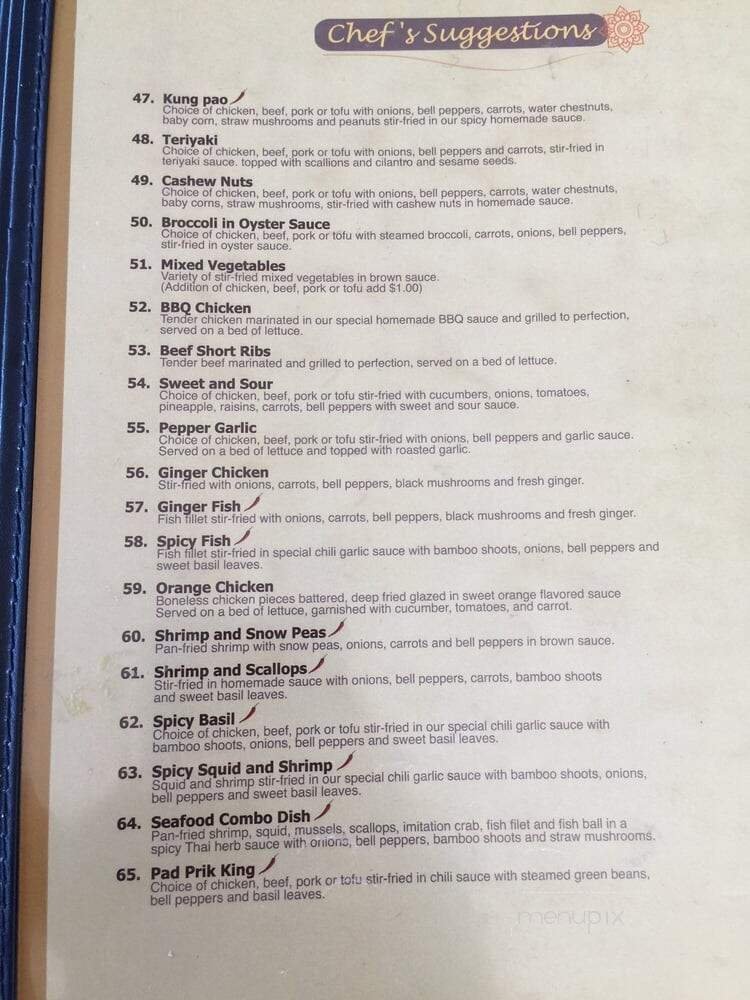 Chef's Suggestions
47. Kung pao
Choice of chicken, beef, pork or tofu with onions, bell peppers, carrots, water chestnuts,
baby corn, straw mushrooms and peanuts stir-fried in our spicy homemade sauce.
48. Teriyaki
Choice of chicken, beef, pork or tofu with onions, bell peppers and carrots, stir-fried in
teriyaki sauce. topped with scallions and cilantro and sesame seeds.
49. Cashew Nuts
Choice of chicken, beef, pork or tofu with onions, bell peppers, carrots, water chestnuts,
baby corns, straw mushrooms, stir-fried with cashew nuts in homemade sauce.
50. Broccoli in Oyster Sauce
Choice of chicken, beef, pork or tofu with steamed broccoli, carrots, onions, bell peppers,
stir-fried in oyster sauce.
51. Mixed Vegetables
Variety of stir-fried mixed vegetables in brown sauce.
(Addition of chicken, beef, pork or tofu add $1.00)
52. BBQ Chicken
Tender chicken marinated in our special homemade BBQ sauce and grilled to perfection,
served on a bed of lettuce.
53. Beef Short Ribs
Tender beef marinated and grilled to perfection, served on a bed of lettuce.
54. Sweet and Sour
Choice of chicken, beef, pork or tofu stir-fried with cucumbers, onions, tomatoes,
pineapple, raisins, carrots, bell peppers with sweet and sour sauce.
55. Pepper Garlic
Choice of chicken, beef, pork or tofu stir-fried with onions, bell peppers and garlic sauce.
Served on a bed of lettuce and topped with roasted garlic.
56. Ginger Chicken
Stir-fried with onions, carrots, bell peppers, black mushrooms and fresh ginger.
57. Ginger Fish
Fish fillet stir-fried with onions, carrots, bell peppers, black mushrooms and fresh ginger.
58. Spicy Fish
Fish fillet stir-fried in special chili garlic sauce with bamboo shoots, onions, bell peppers and
sweet basil leaves.
59. Orange Chicken
Boneless chicken pieces battered, deep fried glazed in sweet orange flavored sauce
Served on a bed of lettuce, garnished with cucumber, tomatoes, and carrot.
60. Shrimp and Snow Peas
Pan-fried shrimp with snow peas, onions, carrots and bell peppers in brown sauce.
61. Shrimp and Scallops
Stir-fried in homemade sauce with onions, bell peppers, carrots, bamboo shoots
and sweet basil leaves.
62. Spicy Basil
Choice of chicken, beef, pork or tofu stir-fried in our special chili garlic sauce with
bamboo shoots, onions, bell peppers and sweet basil leaves.
63. Spicy Squid and Shrimp
Squid and shrimp stir-fried in our special chili garlic sauce with bamboo shoots, onions,
bell peppers and sweet basil leaves.
64. Seafood Combo Dish
Pan-fried shrimp, squid, mussels, scallops, imitation crab, fish filet and fish ball in a
spicy Thai herb sauce with onions, bell peppers, bamboo shoots and straw mushrooms.
65. Pad Prik King
Choice of chicken, beef, pork or tofu stir-fried in chili sauce with steamed green beans,
bell peppers and basil leaves.
menupix